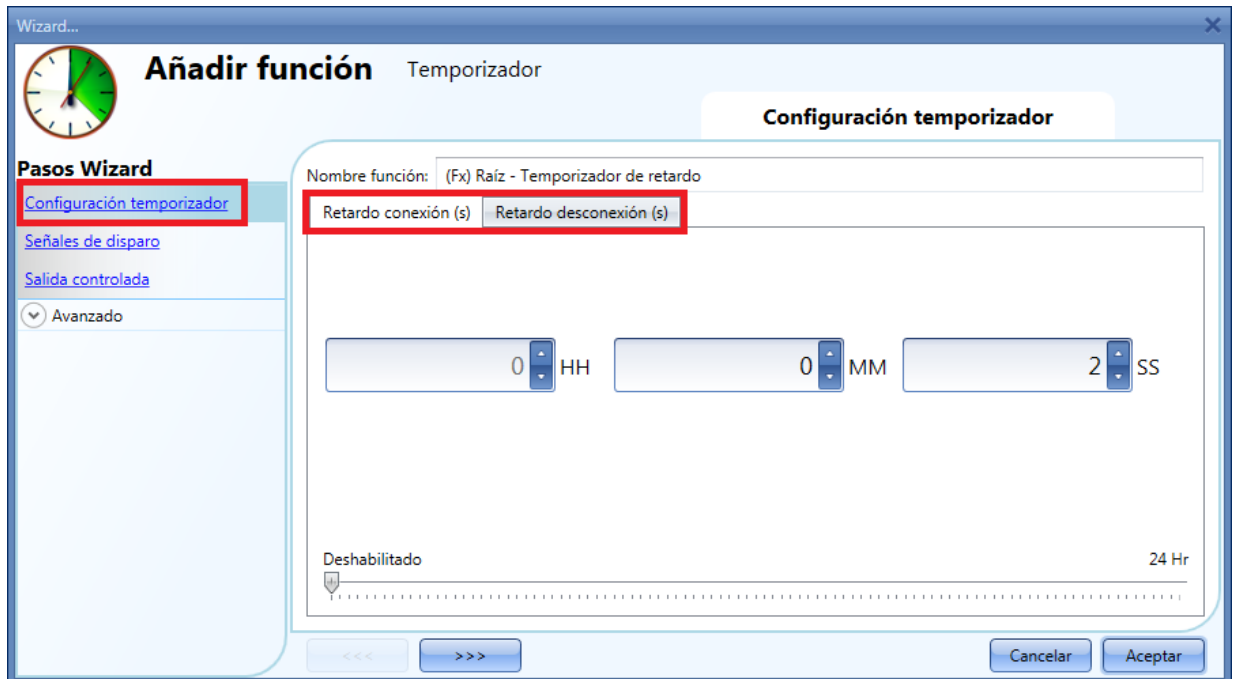 Wizard...
Añadir función Temporizador
Configuración temporizador
Pasos Wizard
Configuración temporizador
Señales de disparo
Salida controlada
Avanzado
Nombre función: (Fx) Raíz - Temporizador de retardo
Retardo conexión (s) Retardo desconexión (s)
0 HH 0 MM 2 SS
Deshabilitado 24 Hr
<<< >>> Cancelar Aceptar